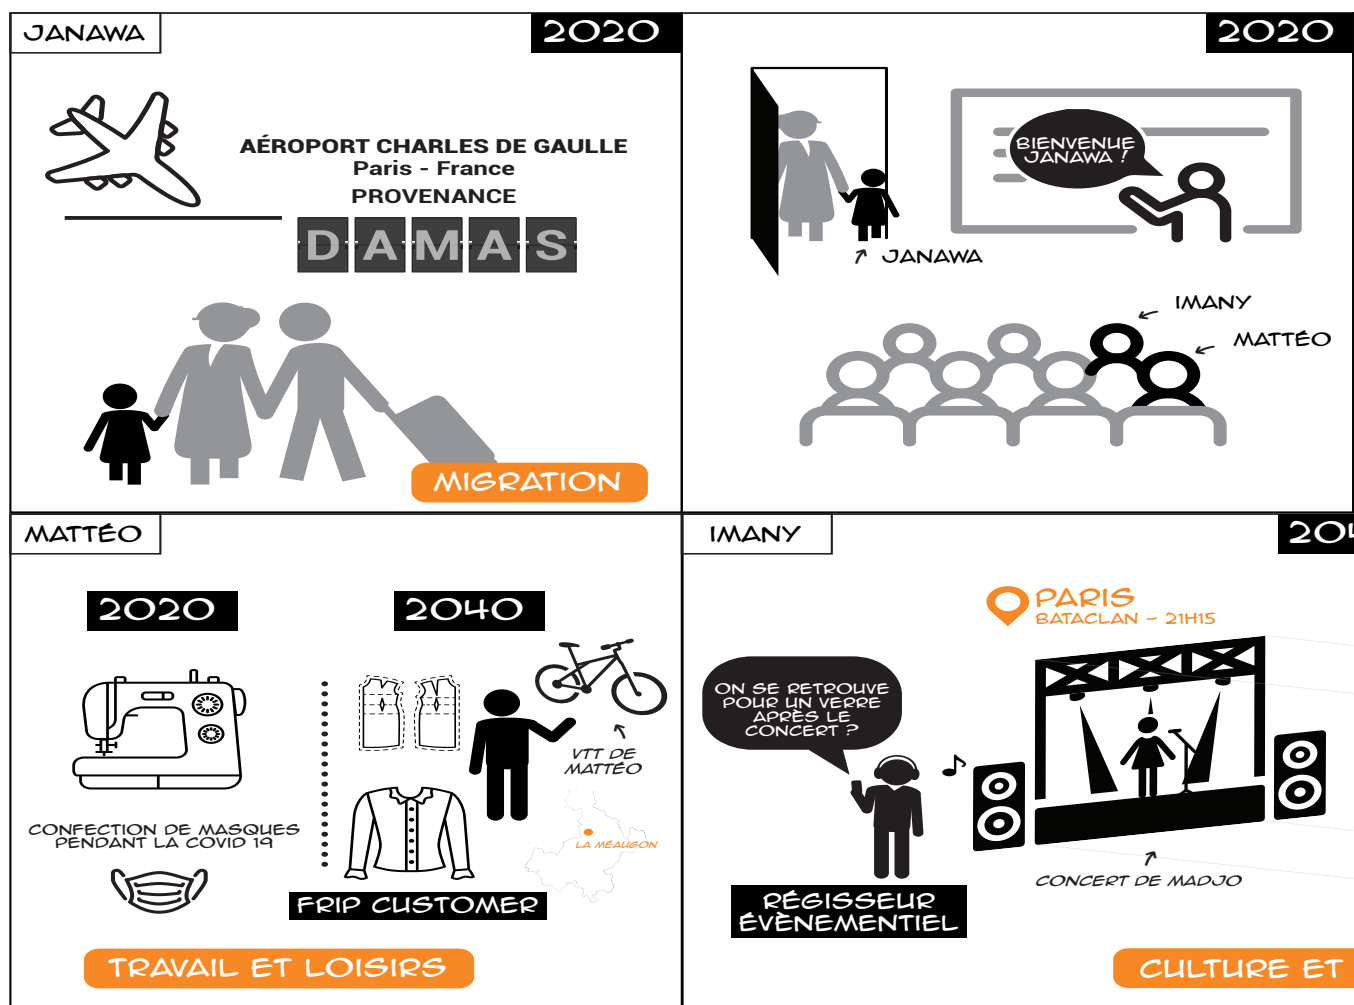 JANAWA
2020
AÉROPORT CHARLES DE GAULLE
Paris - France
PROVENANCE
DAMAS
MIGRATION
2020
BIENVENUE
JANAWA !
JANAWA
IMANY
MATTÉO
MATTÉO
2020
2040
VTT DE
MATTÉO
CONFECTION DE MASQUES
PENDANT LA COVID 19
LA MÉAUGON
FRIP CUSTOMER
TRAVAIL ET LOISIRS
IMANY
204
PARIS
BATACLAN - 21H15
ON SE RETROUVE
POUR UN VERRE
APRÈS LE
CONCERT ?
CONCERT DE MADJO
RÉGISSEUR
ÉVÈNEMENTIEL
CULTURE ET